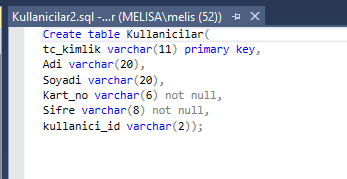 Kullanicilar2.sql -...r (MELISA\melis (52))
Create table Kullanicilar(
tc_kimlik varchar(11) primary key,
Adi varchar(20),
Soyadi varchar(20),
Kart_no varchar(6) not null,
Sifre varchar(8) not null,
kullanici_id varchar(2));